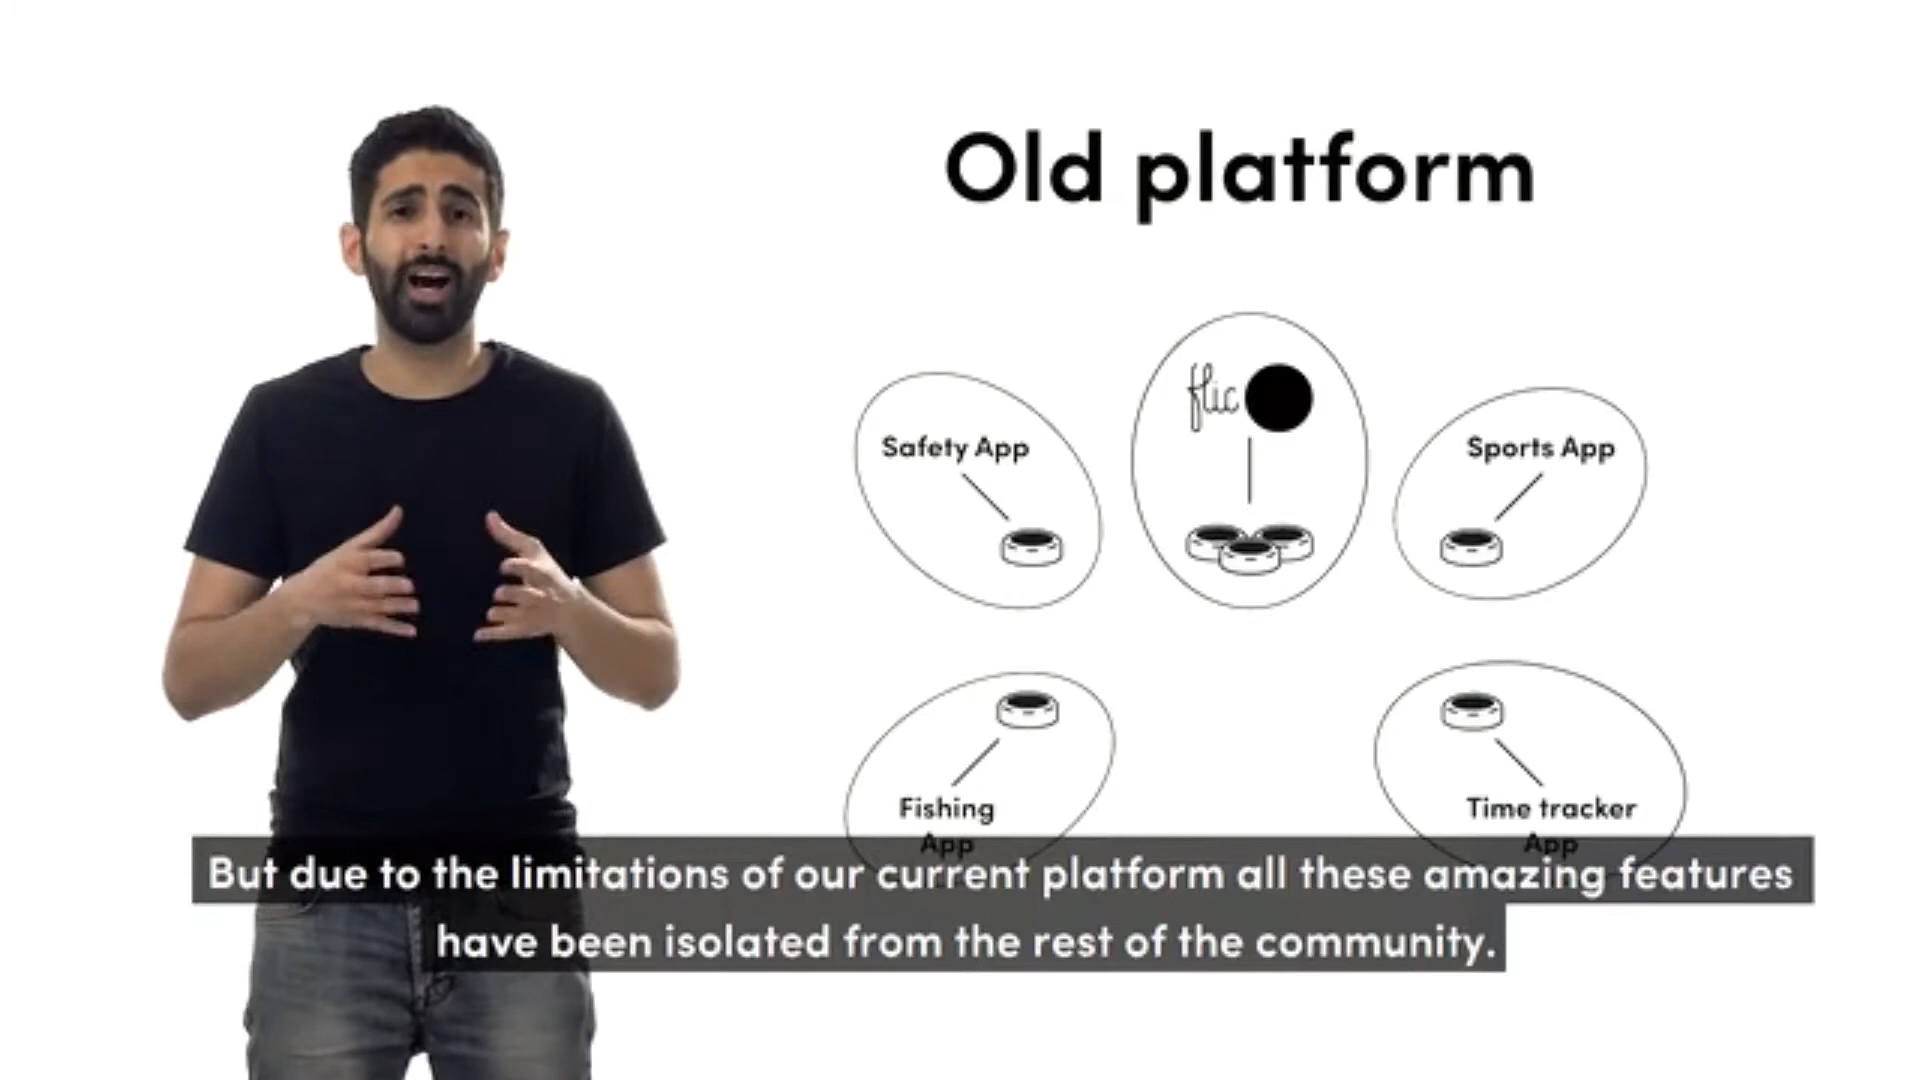 Old platform
flic
Safety App
Sports App
Fishing
App
Time tracker
App
But due to the limitations of our current platform all these amazing features
have been isolated from the rest of the community.